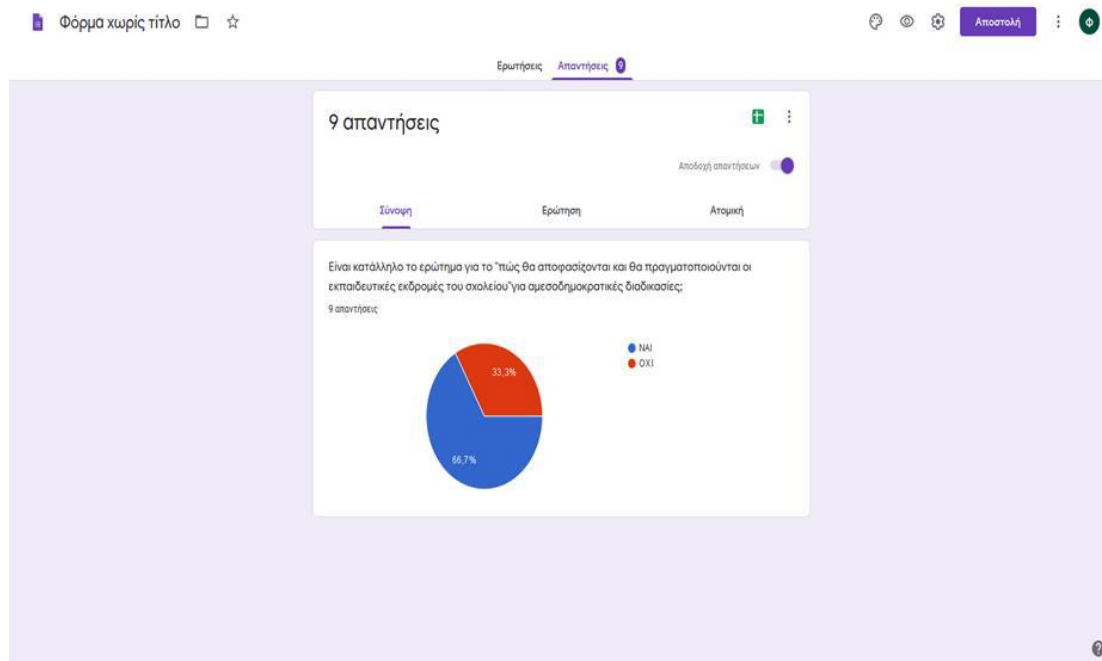 Φόρμα χωρίς τίτλο
Αποστολή
Φ
Ερωτήσεις Απαντήσεις 9
9 απαντήσεις
Αποδοχή απαντήσεων
Σύνοψη Ερώτηση Ατομική
Είναι κατάλληλο το ερώτημα για το "πώς θα αποφασίζονται και θα πραγματοποιούνται οι
εκπαιδευτικές εκδρομές του σχολείου"για αμεσοδημοκρατικές διαδικασίες;
9 απαντήσεις
ΝΑΙ
ΟΧΙ
33,3%
66,7%